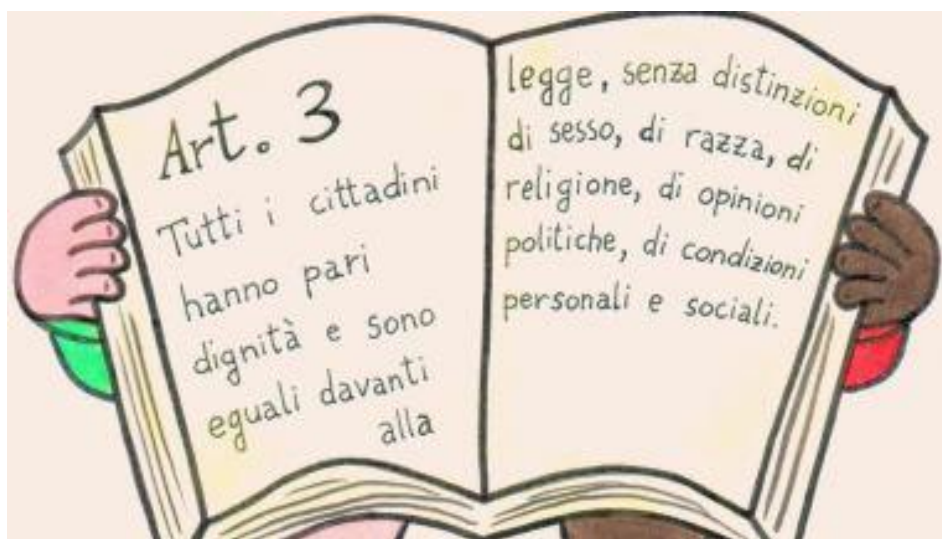 Art. 3
Tutti i cittadini
hanno pari
dignità e sono
eguali davanti
alla
legge, senza distinzioni
di sesso, di razza, di
religione, di opinioni
politiche, di condizioni
personali e sociali.